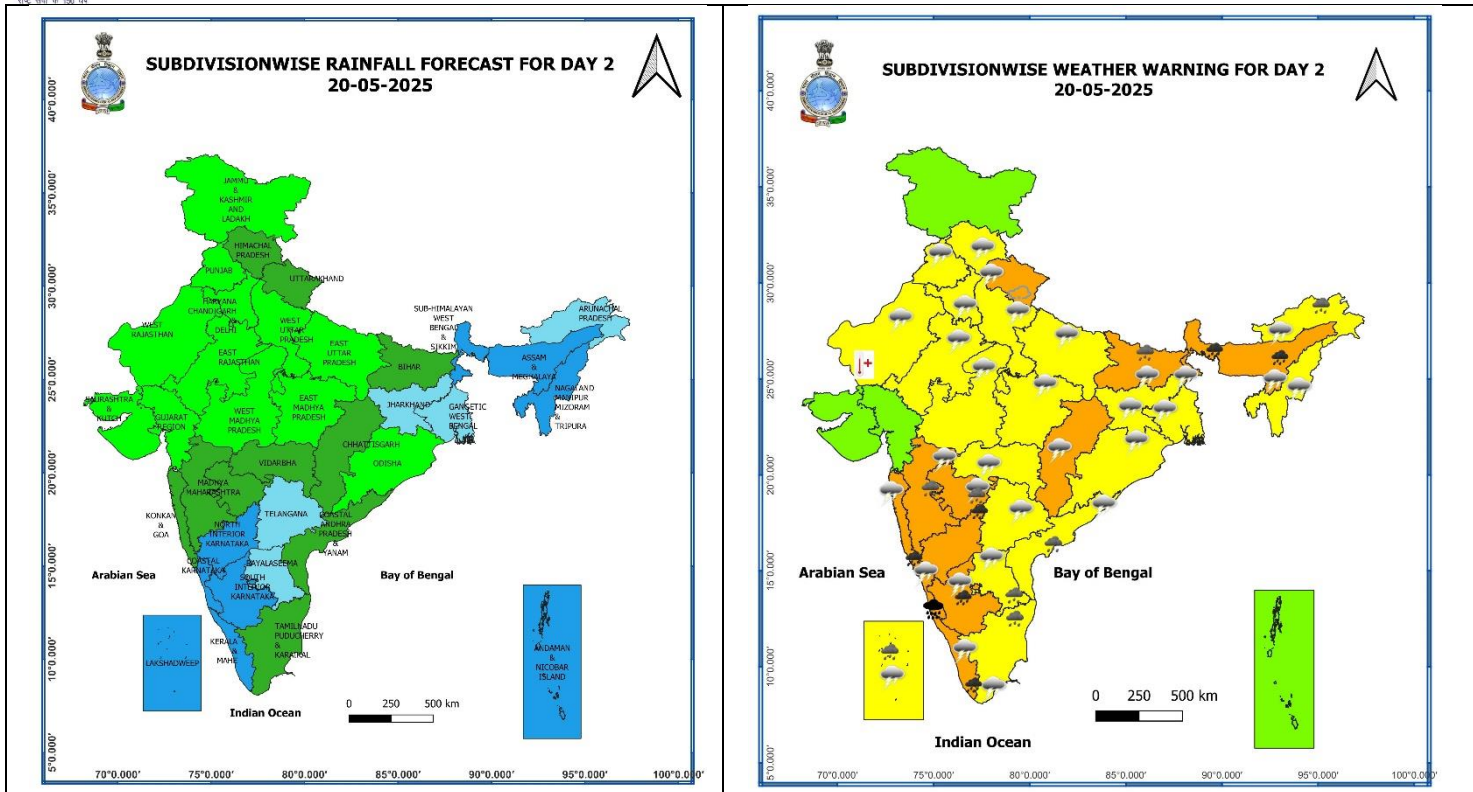 राष्ट्र सेवा के 150 वर्ष
SUBDIVISIONWISE RAINFALL FORECAST FOR DAY 2
20-05-2025
40°0.000'
35°0.000'
30°0.000'
25°0.000'
20°0.000'
15°0.000'
10°0.000'
5°0.000'
JAMMU
&
KASHMIR
AND
LADAKH
HIMACHAL
PRADESH
PUNJAB
UTTARAKHAND
HARYANA
CHANDIGARH
&
DELHI
WEST
RAJASTHAN
WEST
UTTAR
PRADESH
EAST
RAJASTHAN
EAST
UTTAR
PRADESH
SUB-HIMALAYAN
WEST
BENGAL
&
SIKKIM
ARUNACHAL
PRADESH
BIHAR
ASSAM
&
MEGHALAYA
NAGALAND
MANIPUR
MIZORAM
&
TRIPURA
SAURASHTRA
&
KUTCH
GUJARAT
REGION
WEST
MADHYA
PRADESH
EAST
MADHYA
PRADESH
JHARKHAND
GANGETIC
WEST
BENGAL
CHHATTISGARH
ODISHA
VIDARBHA
MADHYA
MAHARASHTRA
KONKAN
&
GOA
TELANGANA
NORTH
INTERIOR
KARNATAKA
COASTAL
ANDHRA
PRADESH
&
YANAM
COASTAL
KARNATAKA
RAYALASEEMA
SOUTH
INTERIOR
KARNATAKA
Arabian Sea
Bay of Bengal
TAMILNADU
PUDUCHERRY
&
KARAIKAL
KERALA
&
MAHE
LAKSHADWEEP
ANDAMAN
&
NICOBAR
ISLAND
Indian Ocean
0 250 500 km
70°0.000' 75°0.000' 80°0.000' 85°0.000' 90°0.000' 95°0.000' 100°0.000'
SUBDIVISIONWISE WEATHER WARNING FOR DAY 2
20-05-2025
40°0.000'
35°0.000'
30°0.000'
25°0.000'
20°0.000'
15°0.000'
10°0.000'
5°0.000'
Arabian Sea
Bay of Bengal
Indian Ocean
0 250 500 km
70°0.000' 75°0.000' 80°0.000' 85°0.000' 90°0.000' 95°0.000' 100°0.000'